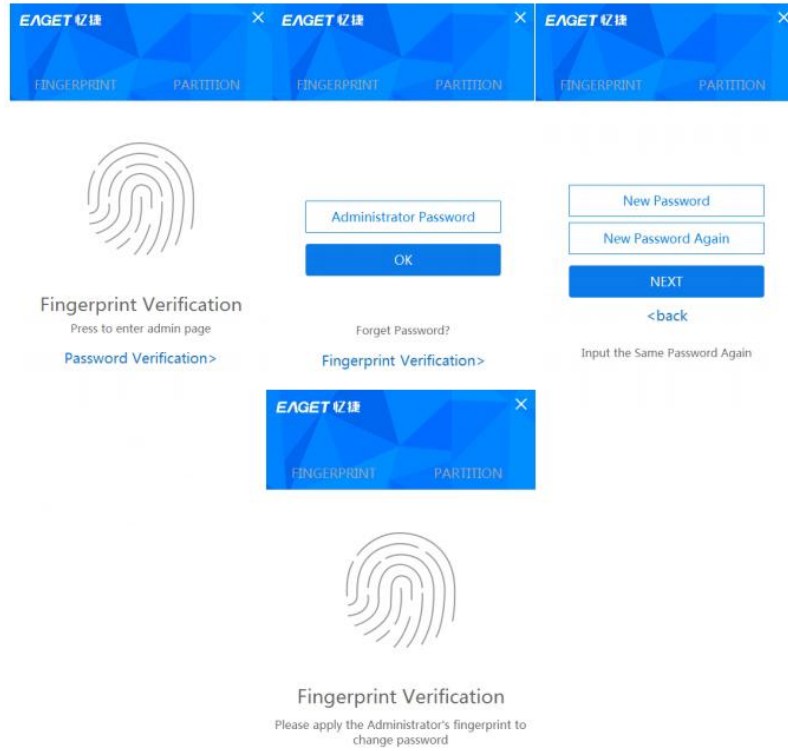 EAGET 忆捷 ×
FINGERPRINT PARTITION
Fingerprint Verification
Press to enter admin page
Password Verification>
EAGET 忆捷 ×
FINGERPRINT PARTITION
Administrator Password
OK
Forget Password?
Fingerprint Verification>
EAGET 忆捷 ×
FINGERPRINT PARTITION
New Password
New Password Again
NEXT
<back
Input the Same Password Again
EAGET 忆捷 ×
FINGERPRINT PARTITION
Fingerprint Verification
Please apply the Administrator's fingerprint to
change password